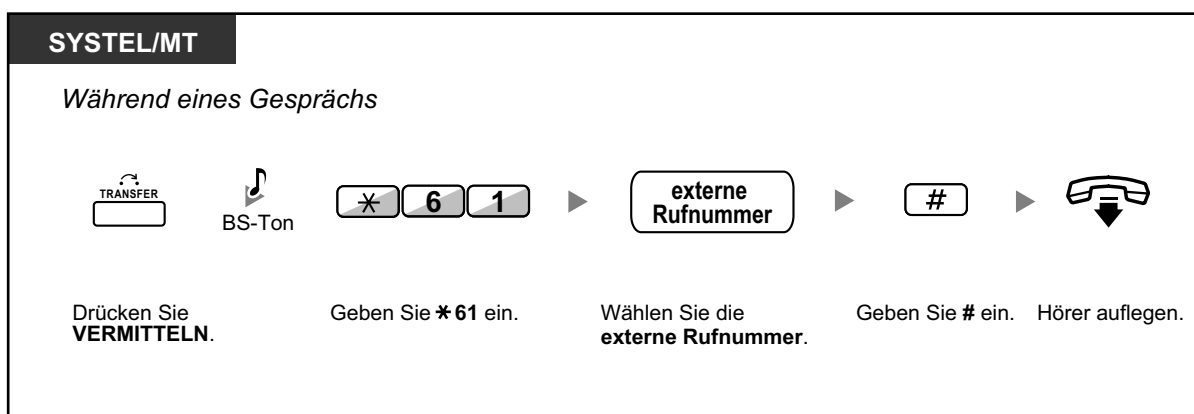 SYSTEL/MT
Während eines Gesprächs
TRANSFER
BS-Ton
* 6 1
externe
Rufnummer
#
Drücken Sie
VERMITTELN.
Geben Sie * 61 ein.
Wählen Sie die
externe Rufnummer.
Geben Sie # ein.
Hörer auflegen.